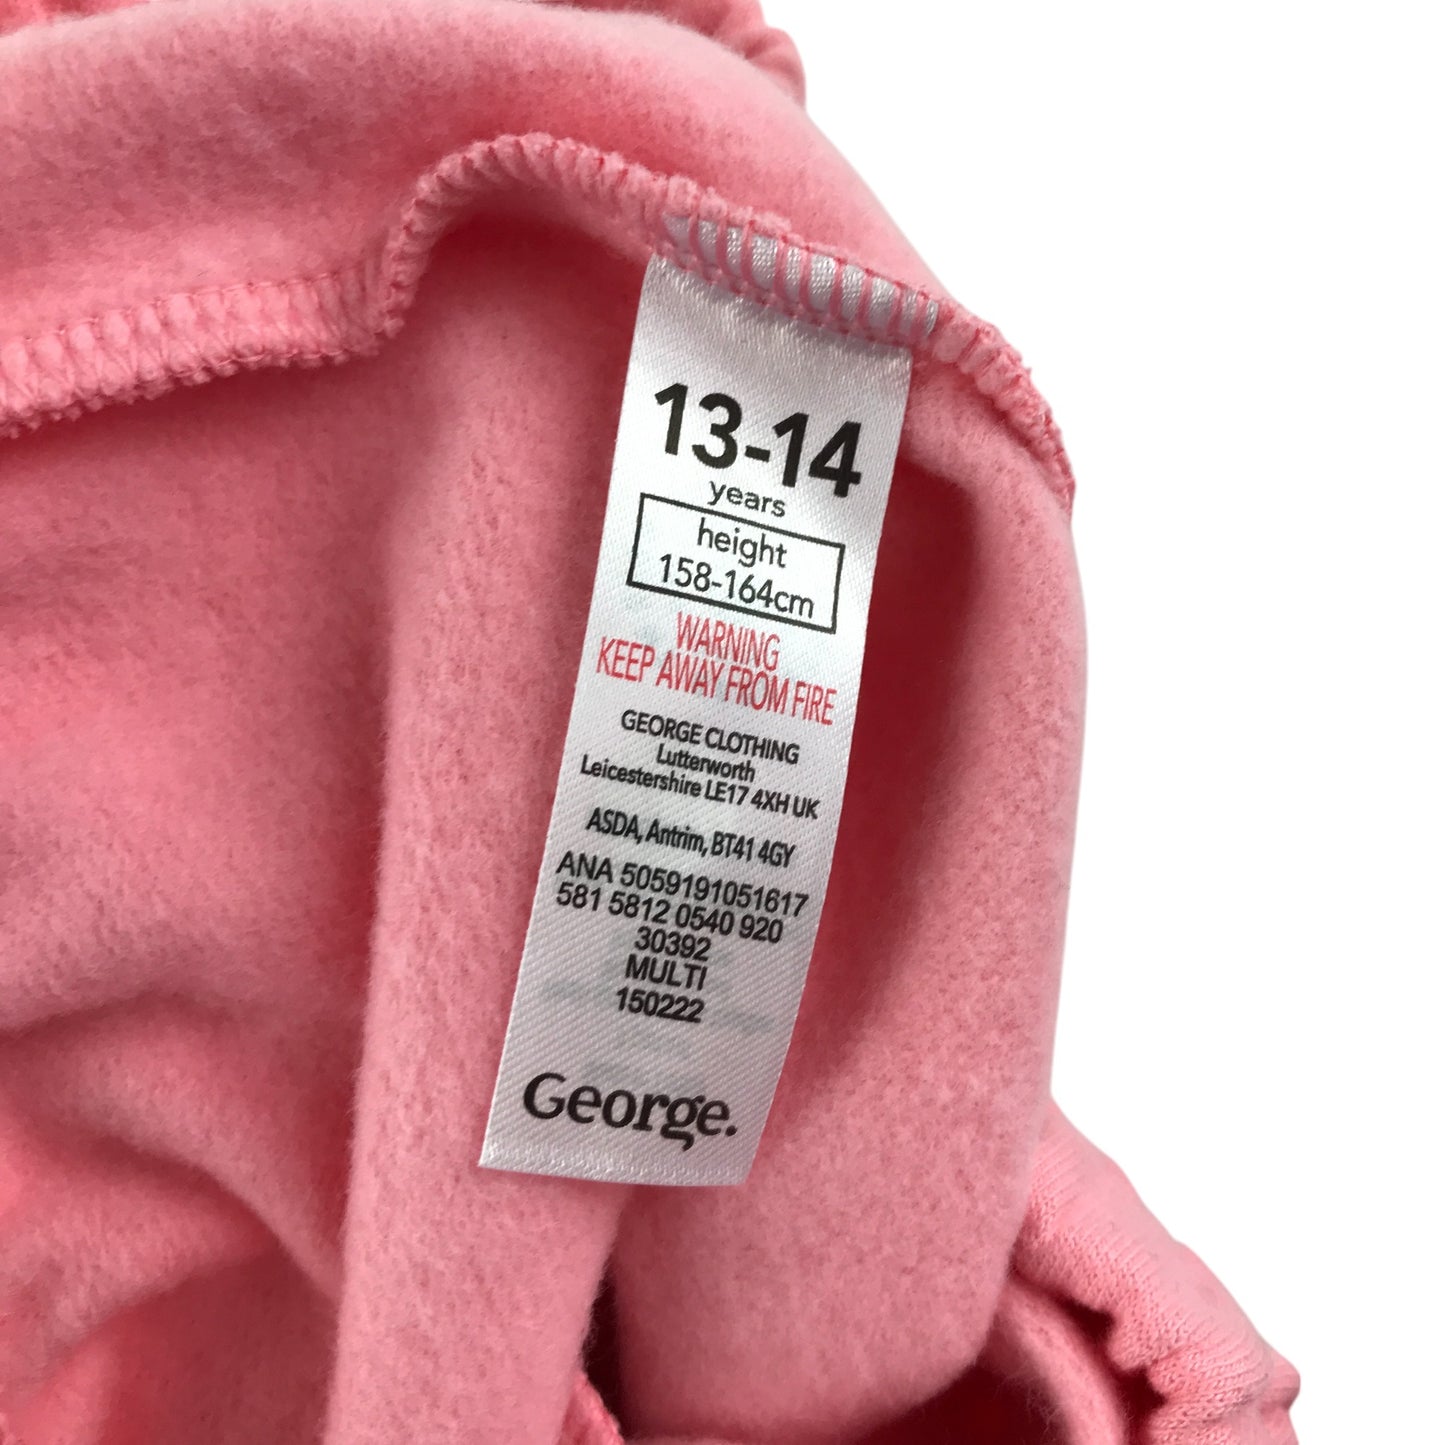 13-14
years
height
158-164cm
WARNING
KEEP AWAY FROM FIRE
GEORGE CLOTHING
Lutterworth
Leicestershire LE17 4XH UK
ASDA, Antrim, BT41 4GY
ANA 5059191051617
581 5812 0540 920
30392
MULTI
150222
George.